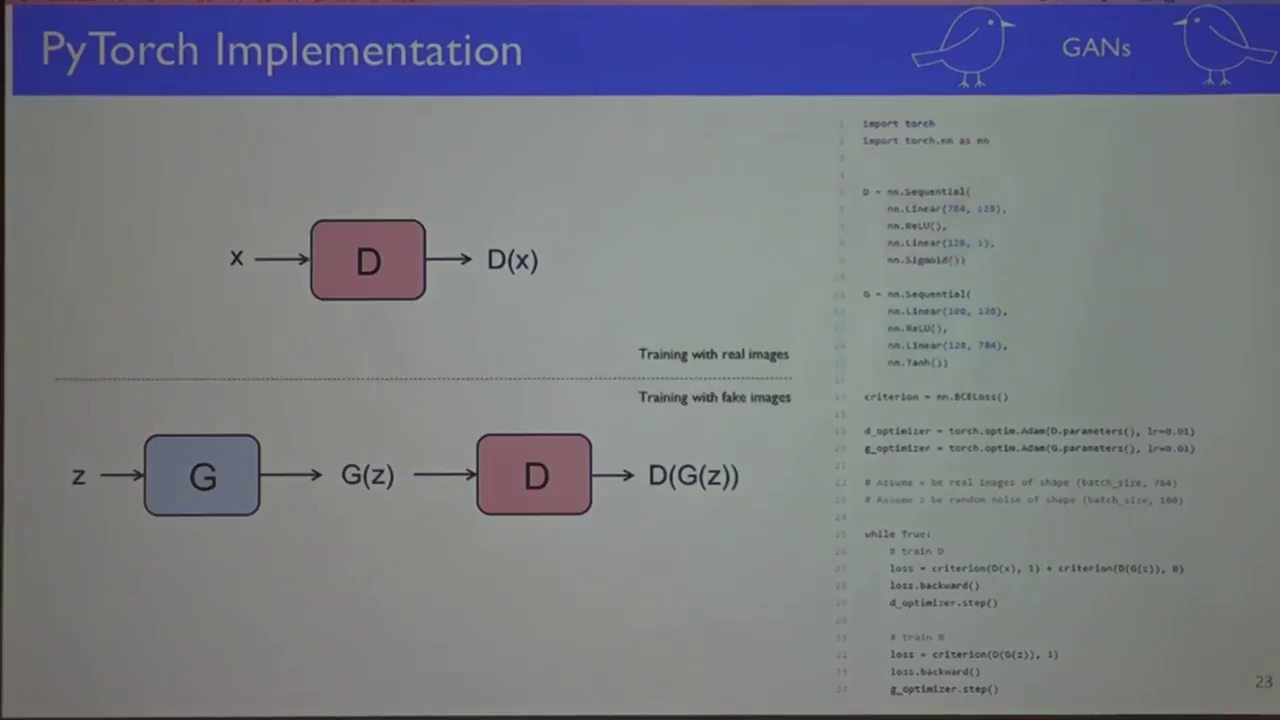 PyTorch Implementation
GANs
x
D
D(x)
Training with real images
Training with fake images
z
G
G(z)
D
D(G(z))
import torch
import torch.nn as nn
D = nn.Sequential(
nn.Linear(784, 128),
nn.ReLU(),
nn.Linear(128, 1),
nn.Sigmoid())
G = nn.Sequential(
nn.Linear(100, 128),
nn.ReLU(),
nn.Linear(128, 784),
nn.Tanh())
criterion = nn.BCELoss()
d_optimizer = torch.optim.Adam(D.parameters(), lr=0.01)
g_optimizer = torch.optim.Adam(G.parameters(), lr=0.01)
# Assume x be real images of shape (batch_size, 784)
# Assume z be random noise of shape (batch_size, 100)
while True:
# train D
loss = criterion(D(x), 1) + criterion(D(G(z)), 0)
loss.backward()
d_optimizer.step()
# train G
loss = criterion(D(G(z)), 1)
loss.backward()
g_optimizer.step()
23